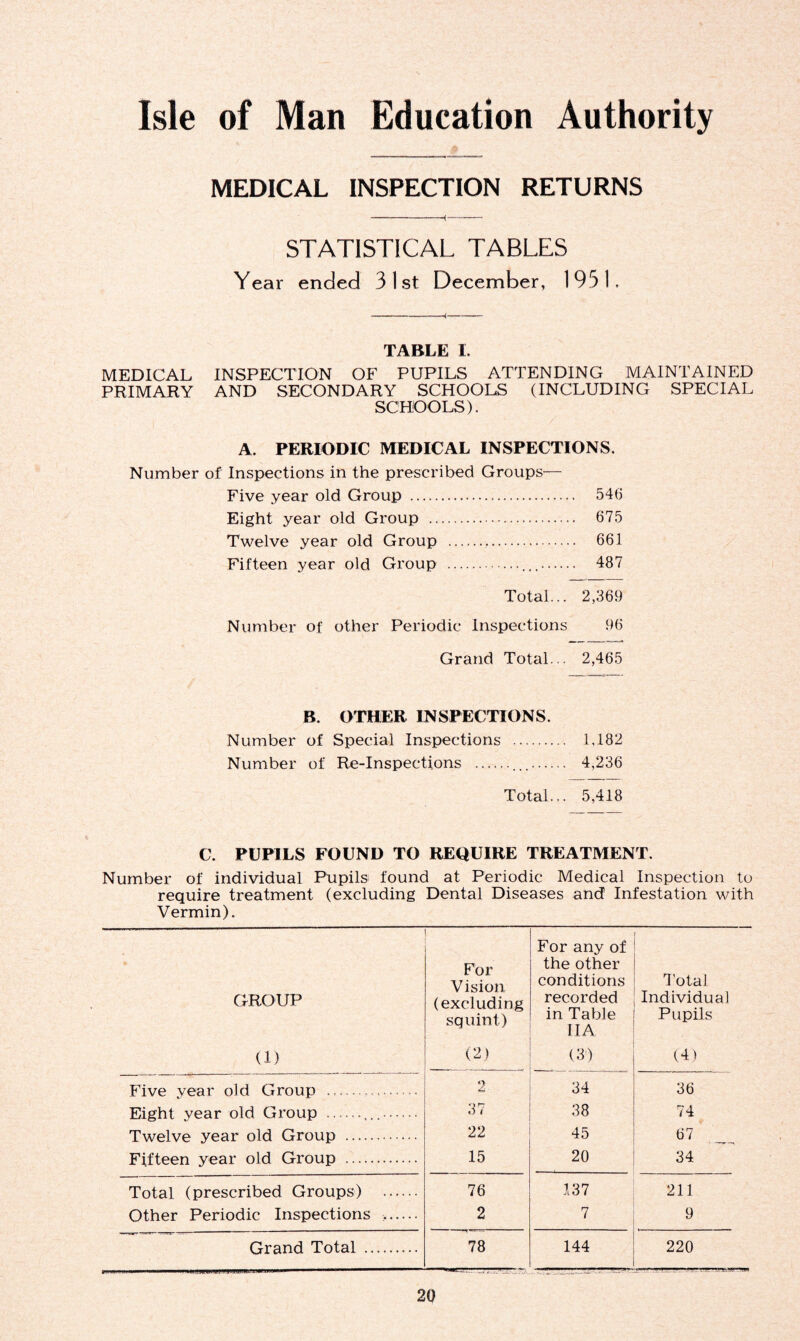 Isle of Man Education Authority
MEDICAL INSPECTION RETURNS
STATISTICAL TABLES
Year ended 31st December, 1951.
TABLE I.
MEDICAL INSPECTION OF PUPILS ATTENDING MAINTAINED
PRIMARY AND SECONDARY SCHOOLS (INCLUDING SPECIAL
SCHOOLS).
A. PERIODIC MEDICAL INSPECTIONS.
Number of Inspections in the prescribed Groups—
Five year old Group ............................ 546
Eight year old Group ......................... 675
Twelve year old Group ...................... 661
Fifteen year old Group ...................... 487
Total... 2,369
Number of other Periodic Inspections 96
Grand Total... 2,465
B. OTHER INSPECTIONS.
Number of Special Inspections ......... 1,182
Number of Re-Inspections ............... 4,236
Total... 5,418
C. PUPILS FOUND TO REQUIRE TREATMENT.
Number of individual Pupils found at Periodic Medical Inspection to
require treatment (excluding Dental Diseases and Infestation with
Vermin).
GROUP (1)
For Vision (excluding squint) (2)
For any of the other conditions recorded in Table IIA (3)
Total Individual Pupils (4)
Five year old Group ............... 2 34 36
Eight year old Group ............... 37 38 74
Twelve year old Group ............ 22 45 67
Fifteen year old Group ............ 15 20 34
Total (prescribed Groups) ...... 76 137 211
Other Periodic Inspections ...... 2 7 9
Grand Total ......... 78 144 220
20